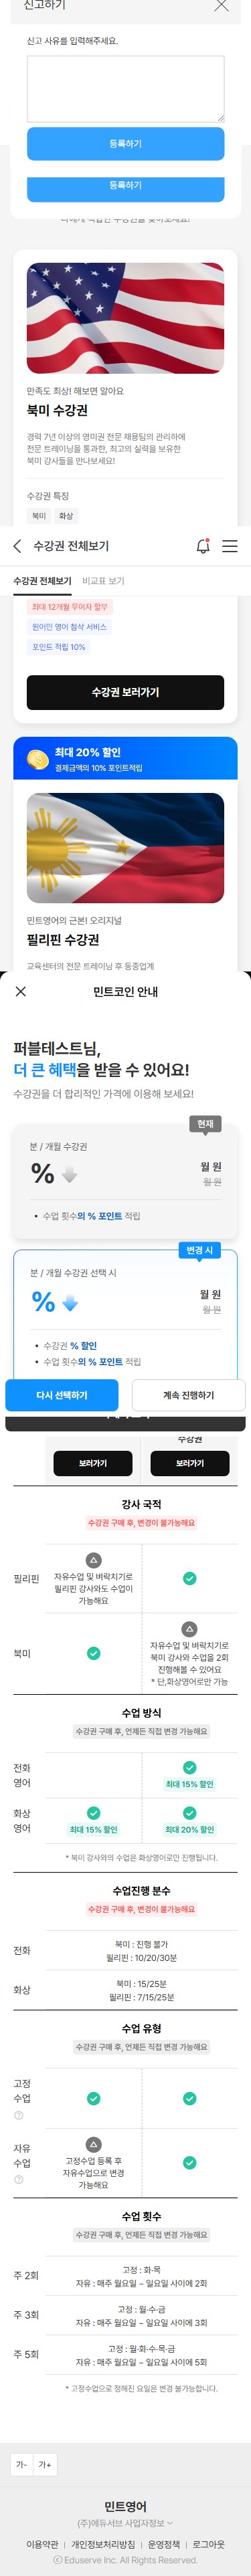 신고하기
신고 사유를 입력해주세요.
등록하기
등록하기
만족도 최상! 해보면 알아요
북미 수강권
경력 7년 이상의 영미권 전문 채용팀의 관리하에
전문 트레이닝을 통과한, 최고의 실력을 보유한
북미 강사들을 만나보세요!
수강권 특징
북미 화상
수강권 전체보기
수강권 전체보기 비교표 보기
최대 12개월 무이자 할부
원어민 영어 첨삭 서비스
포인트 적립 10%
수강권 보러가기
최대 20% 할인
결제금액의 10% 포인트적립
민트영어의 근본! 오리지널
필리핀 수강권
교육센터의 전문 트레이닝 후 동종업계
민트코인 안내
퍼블테스트님,
더 큰 혜택을 받을 수 있어요!
수강권을 더 합리적인 가격에 이용해 보세요!
현재
분 / 개월 수강권
%
월 원
월 원
• 수업 횟수의 % 포인트 적립
변경 시
분 / 개월 수강권 선택 시
%
월 원
월 원
• 수강권 % 할인
• 수업 횟수의 % 포인트 적립
다시 선택하기 계속 진행하기
수강권
보러가기 보러가기
강사 국적
수강권 구매 후, 변경이 불가능해요
필리핀
자유수업 및 벼락치기로
필리핀 강사와도 수업이
가능해요
북미
자유수업 및 벼락치기로
북미 강사와 수업을 2회
진행해볼 수 있어요
* 단,화상영어로만 가능
수업 방식
수강권 구매 후, 언제든 직접 변경 가능해요
전화
영어
최대 15% 할인
화상
영어
최대 15% 할인 최대 20% 할인
* 북미 강사와의 수업은 화상영어로만 진행됩니다.
수업진행 분수
수강권 구매 후, 변경이 불가능해요
전화
북미 : 진행 불가
필리핀 : 10/20/30분
화상
북미 : 15/25분
필리핀 : 7/15/25분
수업 유형
수강권 구매 후, 언제든 직접 변경 가능해요
고정
수업
?
자유
수업
?
고정수업 등록 후
자유수업으로 변경
가능해요
수업 횟수
수강권 구매 후, 언제든 직접 변경 가능해요
주 2회
고정 : 화·목
자유 : 매주 월요일 ~ 일요일 사이에 2회
주 3회
고정 : 월·수·금
자유 : 매주 월요일 ~ 일요일 사이에 3회
주 5회
고정 : 월·화·수·목·금
자유 : 매주 월요일 ~ 일요일 사이에 5회
* 고정수업으로 정해진 요일은 변경 불가능합니다.
가- 가+
민트영어
(주)에듀서브 사업자정보
이용약관 | 개인정보보호처리방침 | 운영정책 | 로그아웃
ⓒ Eduserve Inc. All Rights Reserved.